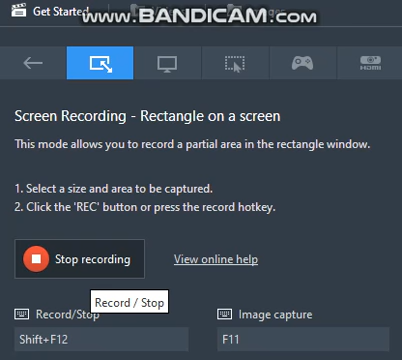 Get Started
www.BANDICAM.com
Screen Recording - Rectangle on a screen
This mode allows you to record a partial area in the rectangle window.
1. Select a size and area to be captured.
2. Click the 'REC' button or press the record hotkey.
Stop recording
View online help
Record / Stop
Record/Stop
Image capture
Shift+F12
F11
HDMI